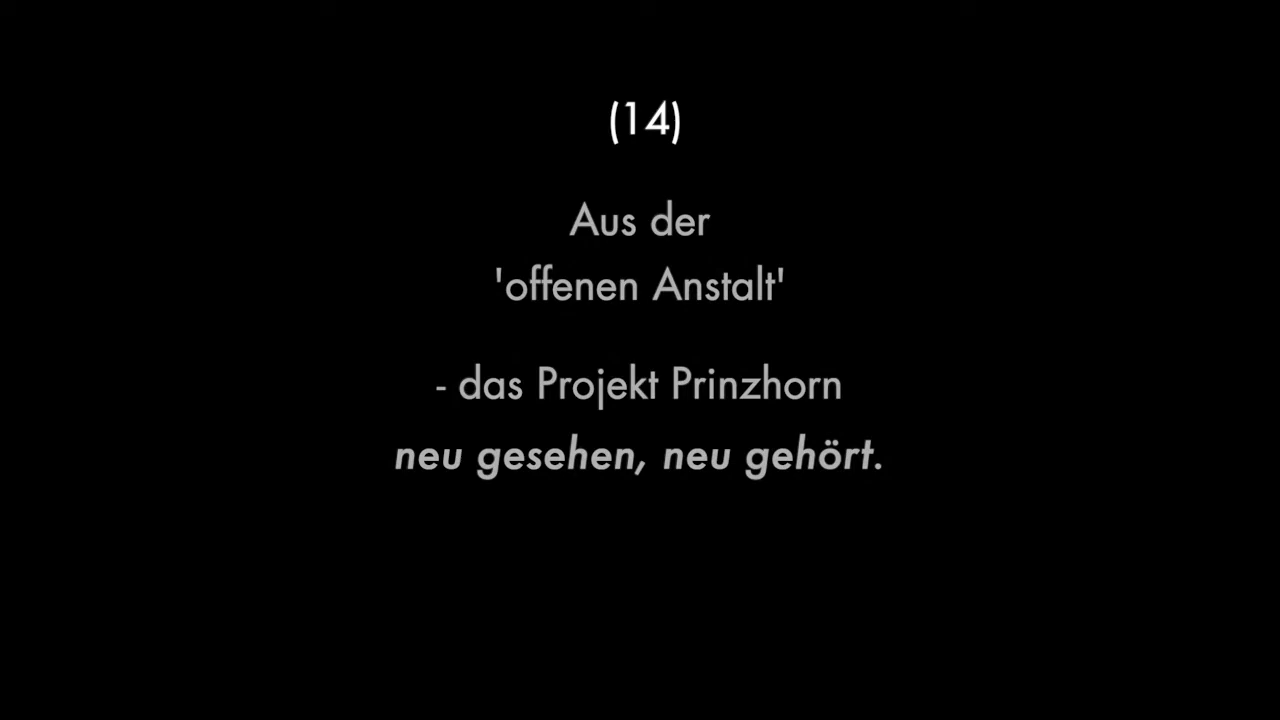 (14)
Aus der
'offenen Anstalt'
- das Projekt Prinzhorn
neu gesehen, neu gehört.